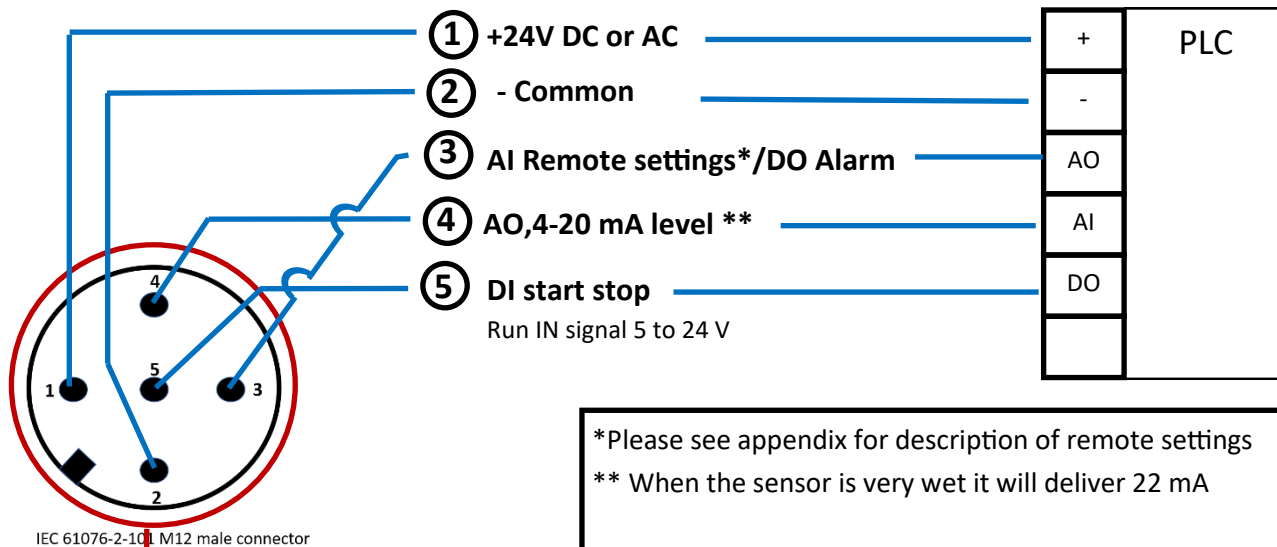 1 +24V DC or AC
2 - Common
3 AI Remote settings*/DO Alarm
4 AO,4-20 mA level **
5 DI start stop
Run IN signal 5 to 24 V
+ PLC
-
AO
AI
DO
4
1 5 3
2
IEC 61076-2-101 M12 male connector
*Please see appendix for description of remote settings
** When the sensor is very wet it will deliver 22 mA